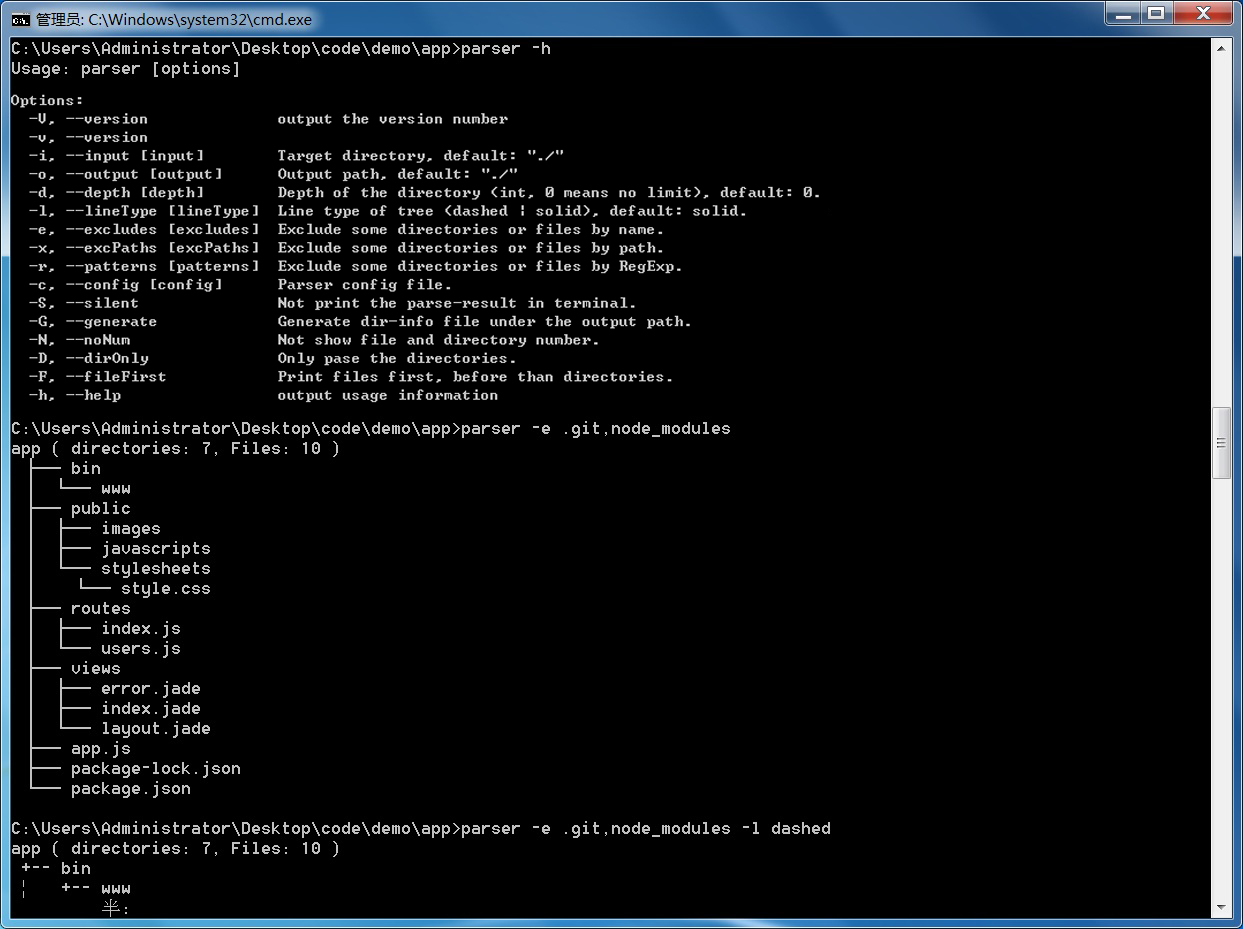 管理员: C:\Windows\system32\cmd.exe
C:\Users\Administrator\Desktop\code\demo\app>parser -h
Usage: parser [options]
Options:
-V, --version output the version number
-v, --version
-i, --input [input] Target directory, default: "./"
-o, --output [output] Output path, default: "./"
-d, --depth [depth] Depth of the directory (int, 0 means no limit), default: 0.
-l, --lineType [lineType] Line type of tree (dashed | solid), default: solid.
-e, --excludes [excludes] Exclude some directories or files by name.
-x, --excPaths [excPaths] Exclude some directories or files by path.
-r, --patterns [patterns] Exclude some directories or files by RegExp.
-c, --config [config] Parser config file.
-S, --silent Not print the parse-result in terminal.
-G, --generate Generate dir-info file under the output path.
-N, --noNum Not show file and directory number.
-D, --dirOnly Only pase the directories.
-F, --fileFirst Print files first, before than directories.
-h, --help output usage information
C:\Users\Administrator\Desktop\code\demo\app>parser -e .git,node_modules
app ( directories: 7, Files: 10 )
├── bin
│  └── www
├── public
│  ├── images
│  ├── javascripts
│  └── stylesheets
│    └── style.css
├── routes
│  ├── index.js
│  └── users.js
├── views
│  ├── error.jade
│  ├── index.jade
│  └── layout.jade
├── app.js
├── package-lock.json
└── package.json
C:\Users\Administrator\Desktop\code\demo\app>parser -e .git,node_modules -l dashed
app ( directories: 7, Files: 10 )
+-- bin
¦   +-- www
半: